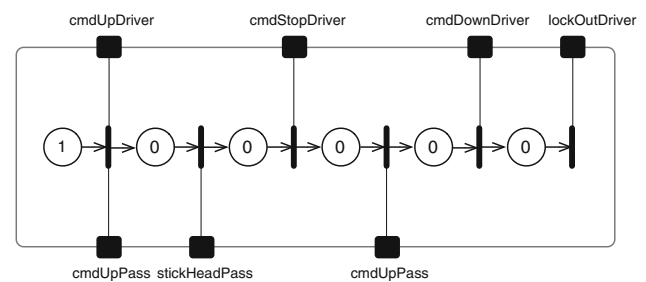 cmdUpDriver cmdStopDriver cmdDownDriver lockOutDriver
1 0 0 0 0 0
cmdUpPass stickHeadPass cmdUpPass